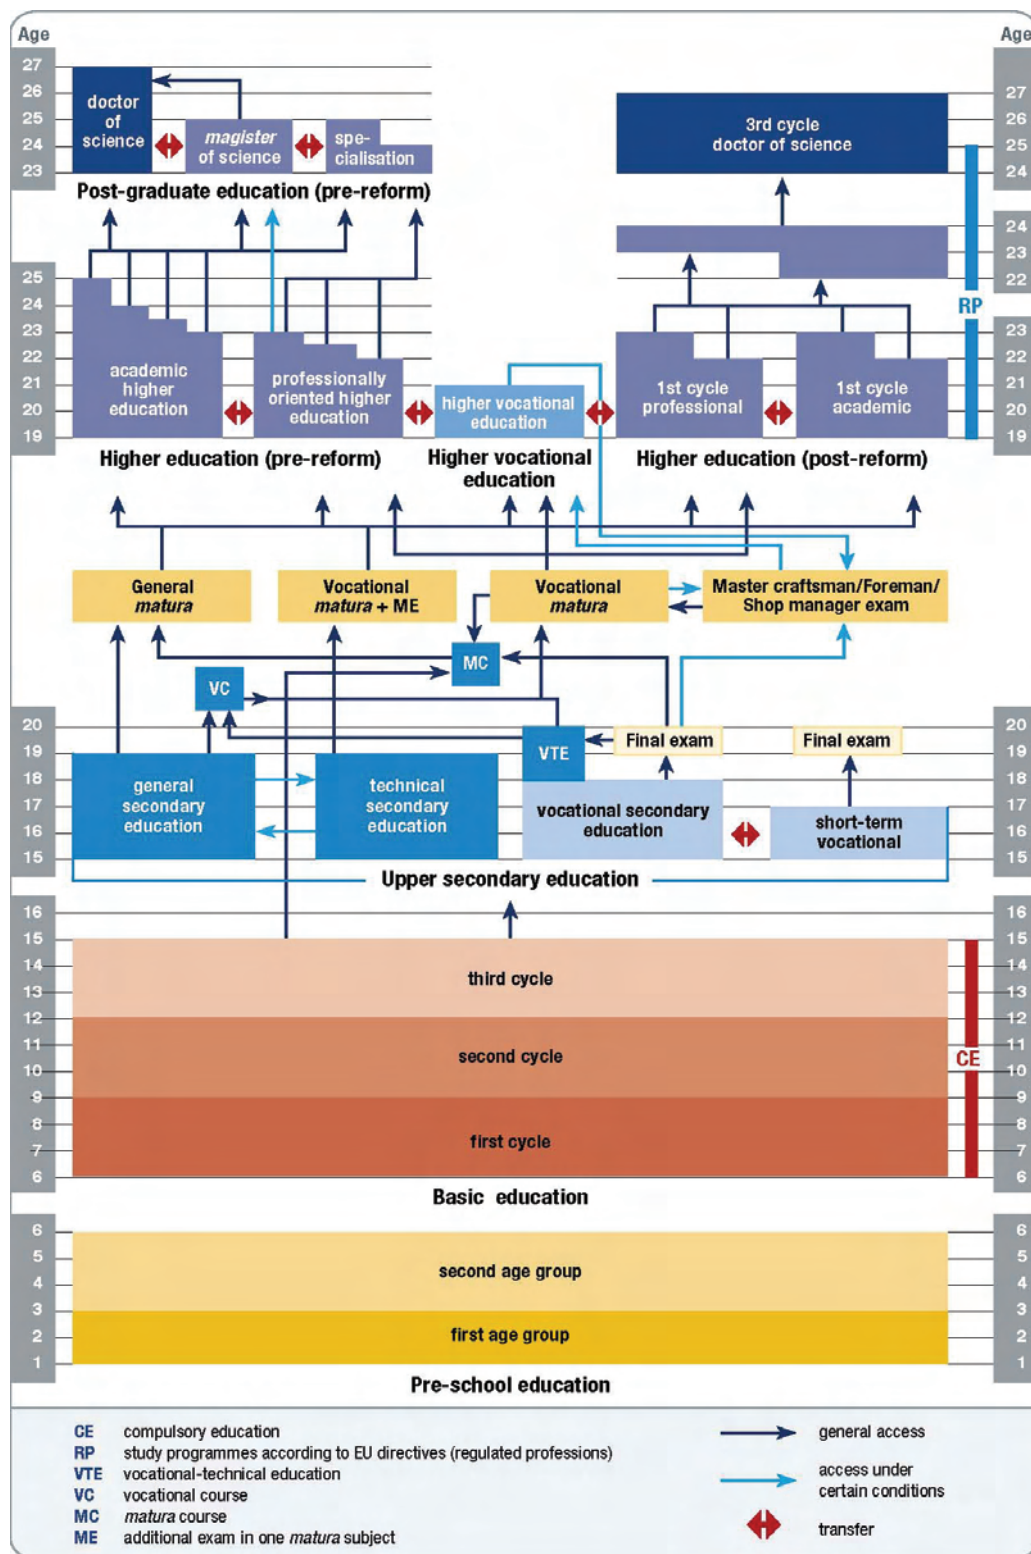 Age
Age
27
26
25
24
23
27
26
25
24
doctor
of
science
magister
of science
spe-
cialisation
3rd cycle
doctor of science
Post-graduate education (pre-reform)
24
23
22
RP
25
24
23
22
21
20
19
23
22
21
20
19
academic
higher
education
professionally
oriented higher
education
higher vocational
education
1st cycle
professional
1st cycle
academic
Higher education (pre-reform)
Higher vocational
education
Higher education (post-reform)
General
matura
Vocational
matura + ME
Vocational
matura
Master craftsman/Foreman/
Shop manager exam
MC
VC
20
19
18
17
16
15
20
19
18
17
16
15
VTE
Final exam
Final exam
general
secondary
education
technical
secondary
education
vocational secondary
education
short-term
vocational
Upper secondary education
16
15
14
13
12
11
10
9
8
7
6
16
15
14
13
12
11
10
9
8
7
6
third cycle
second cycle
first cycle
CE
Basic education
6
5
4
3
2
1
6
5
4
3
2
1
second age group
first age group
Pre-school education
CE compulsory education
RP study programmes according to EU directives (regulated professions)
VTE vocational-technical education
VC vocational course
MC matura course
ME additional exam in one matura subject
general access
access under
certain conditions
transfer